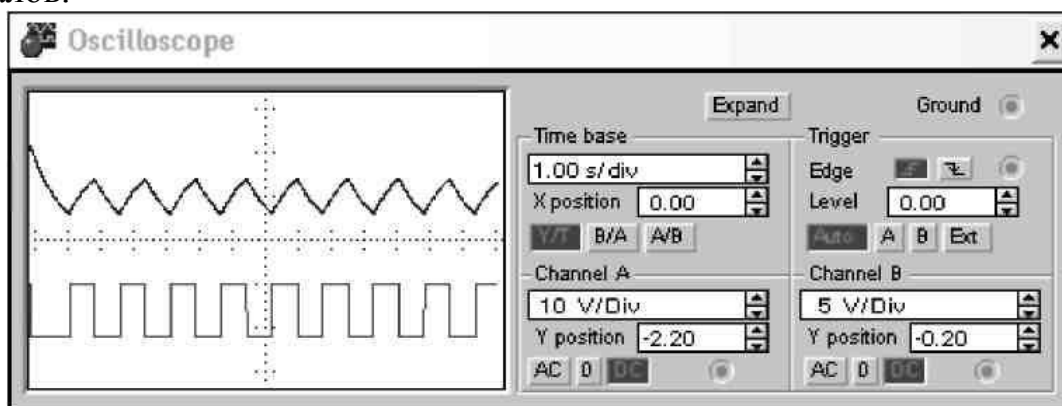 Oscilloscope
Expand
Ground
Time base
1.00 s/div
X position 0.00
Y/T B/A A/B
Trigger
Edge
Level 0.00
Auto A B Ext
Channel A
10 V/Div
Y position -2.20
AC 0 DC
Channel B
5 V/Div
Y position -0.20
AC 0 DC